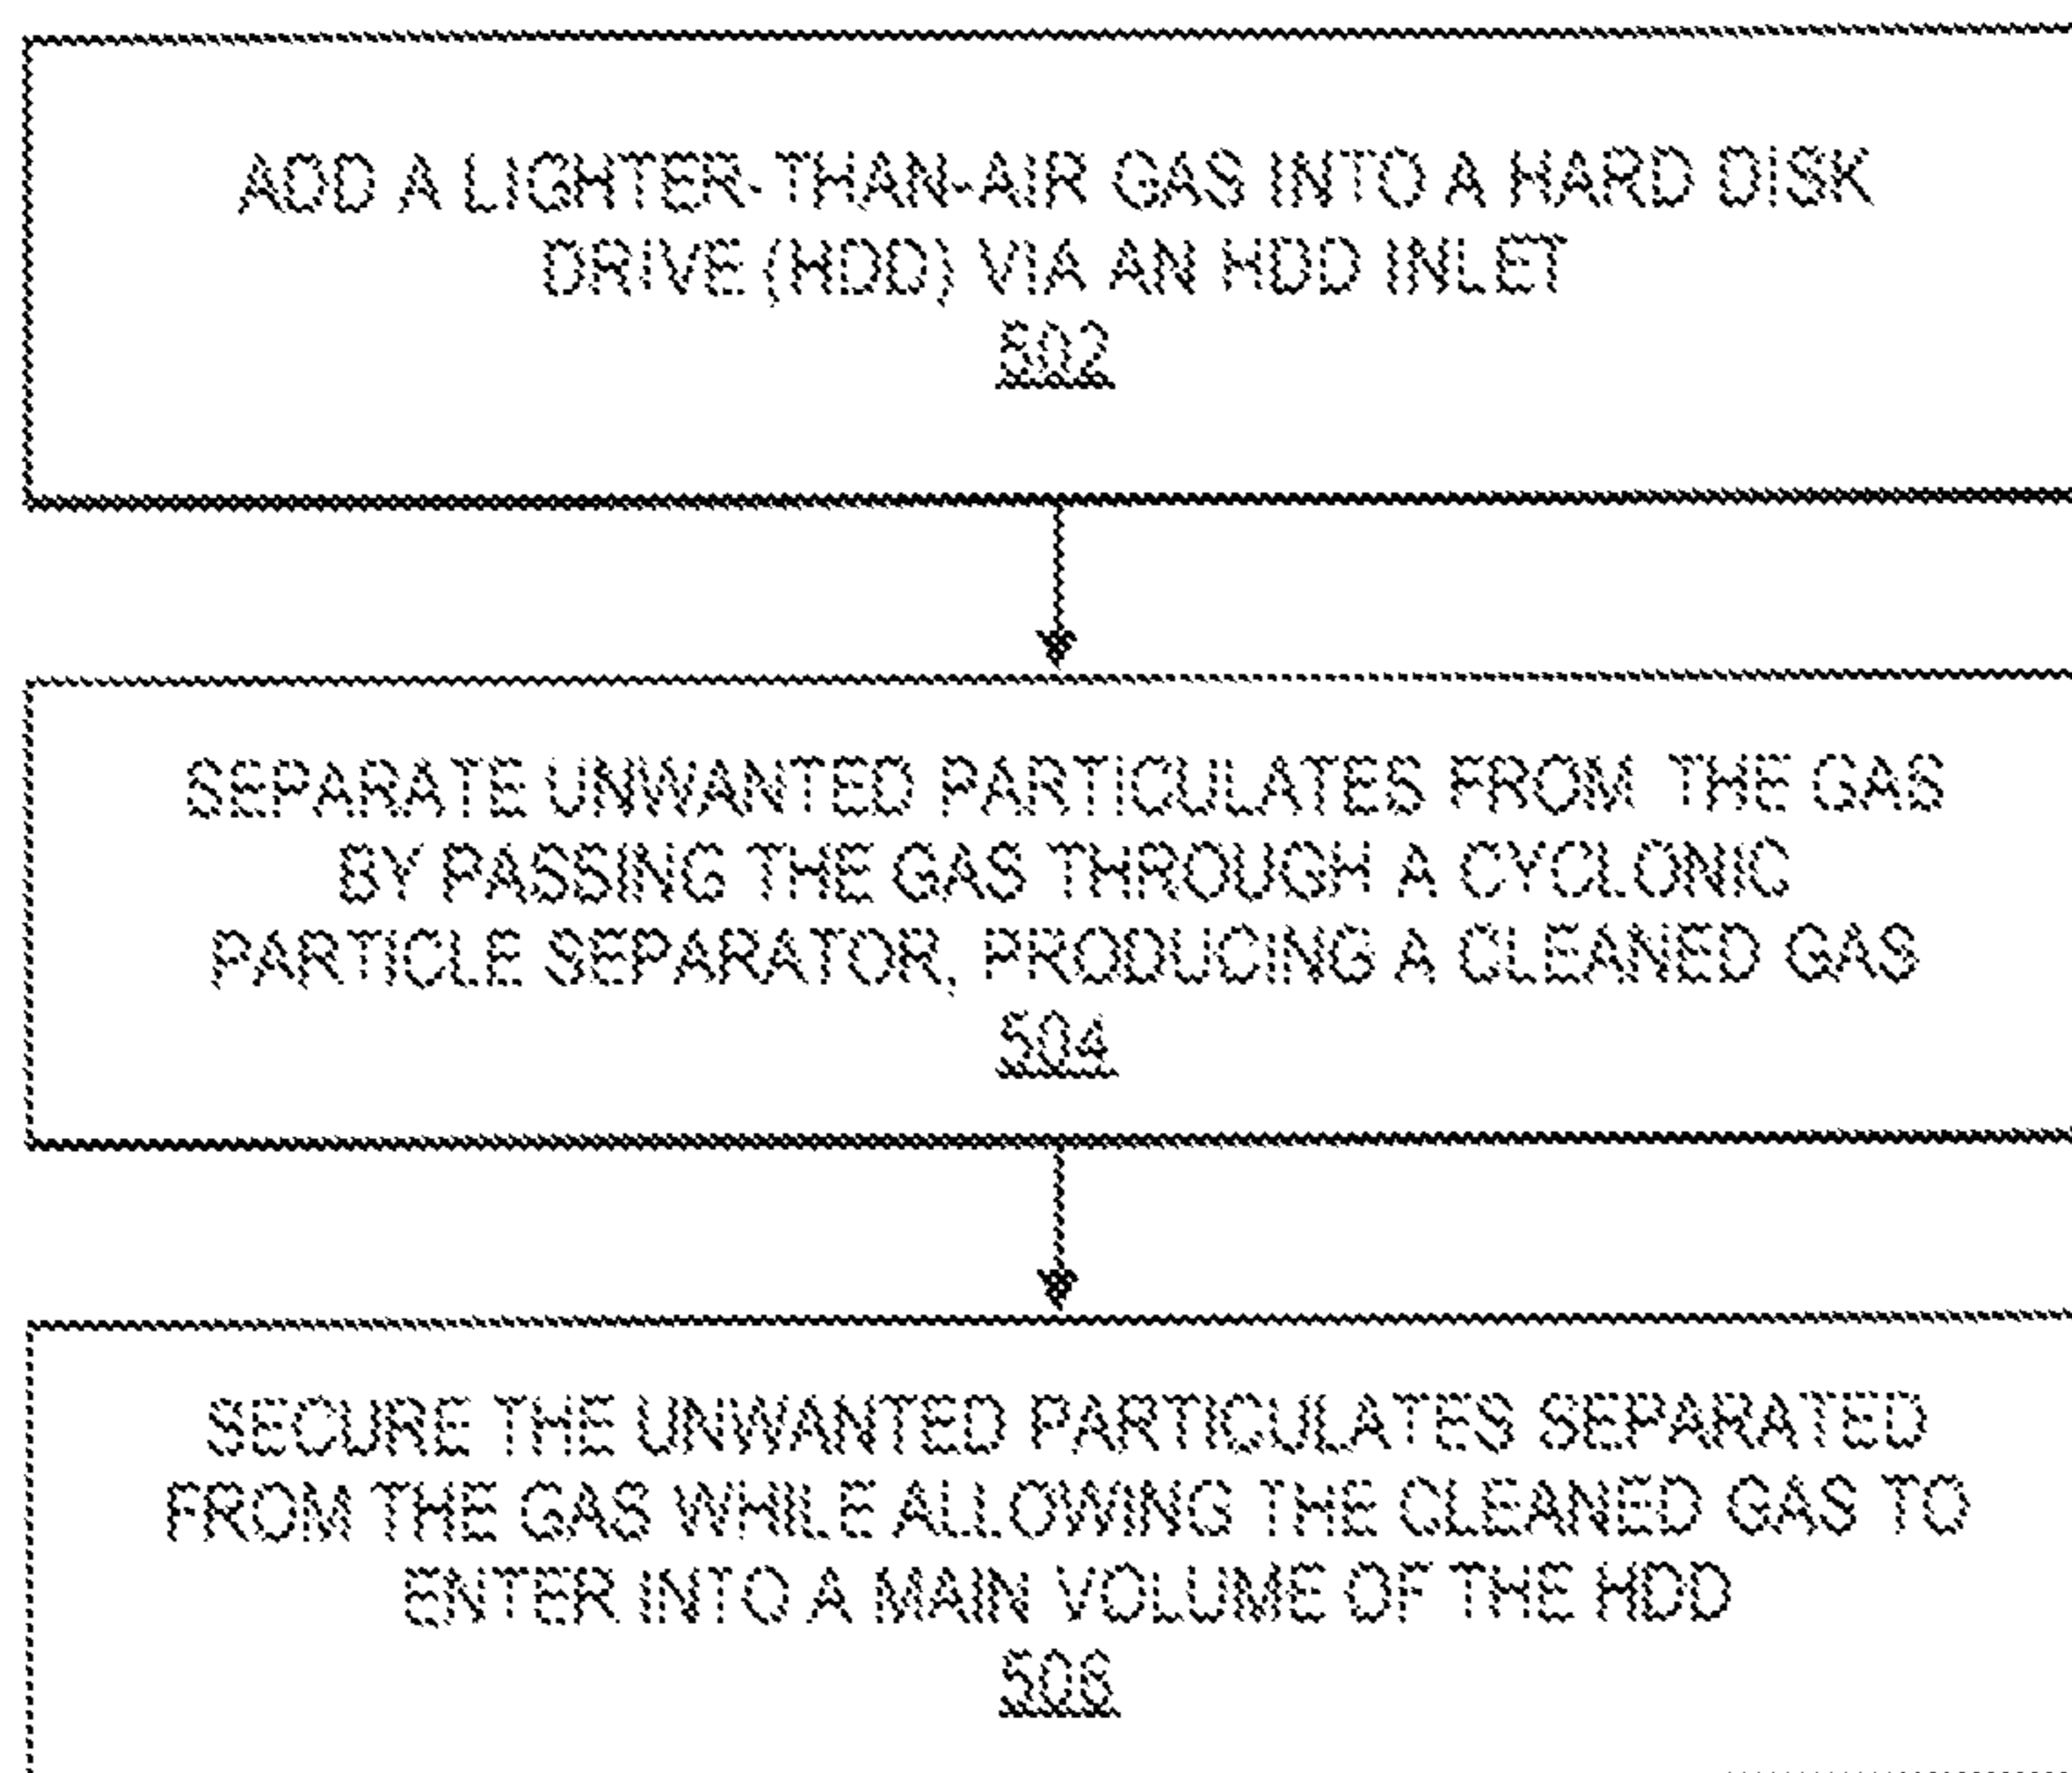 ADD A LIGHTER-THAN-AIR GAS INTO A HARD DISK
DRIVE (HDD) VIA AN HDD INLET
502
SEPARATE UNWANTED PARTICULATES FROM THE GAS
BY PASSING THE GAS THROUGH A CYCLONIC
PARTICLE SEPARATOR, PRODUCING A CLEANED GAS
504
SECURE THE UNWANTED PARTICULATES SEPARATED
FROM THE GAS WHILE ALLOWING THE CLEANED GAS TO
ENTER INTO A MAIN VOLUME OF THE HDD
506